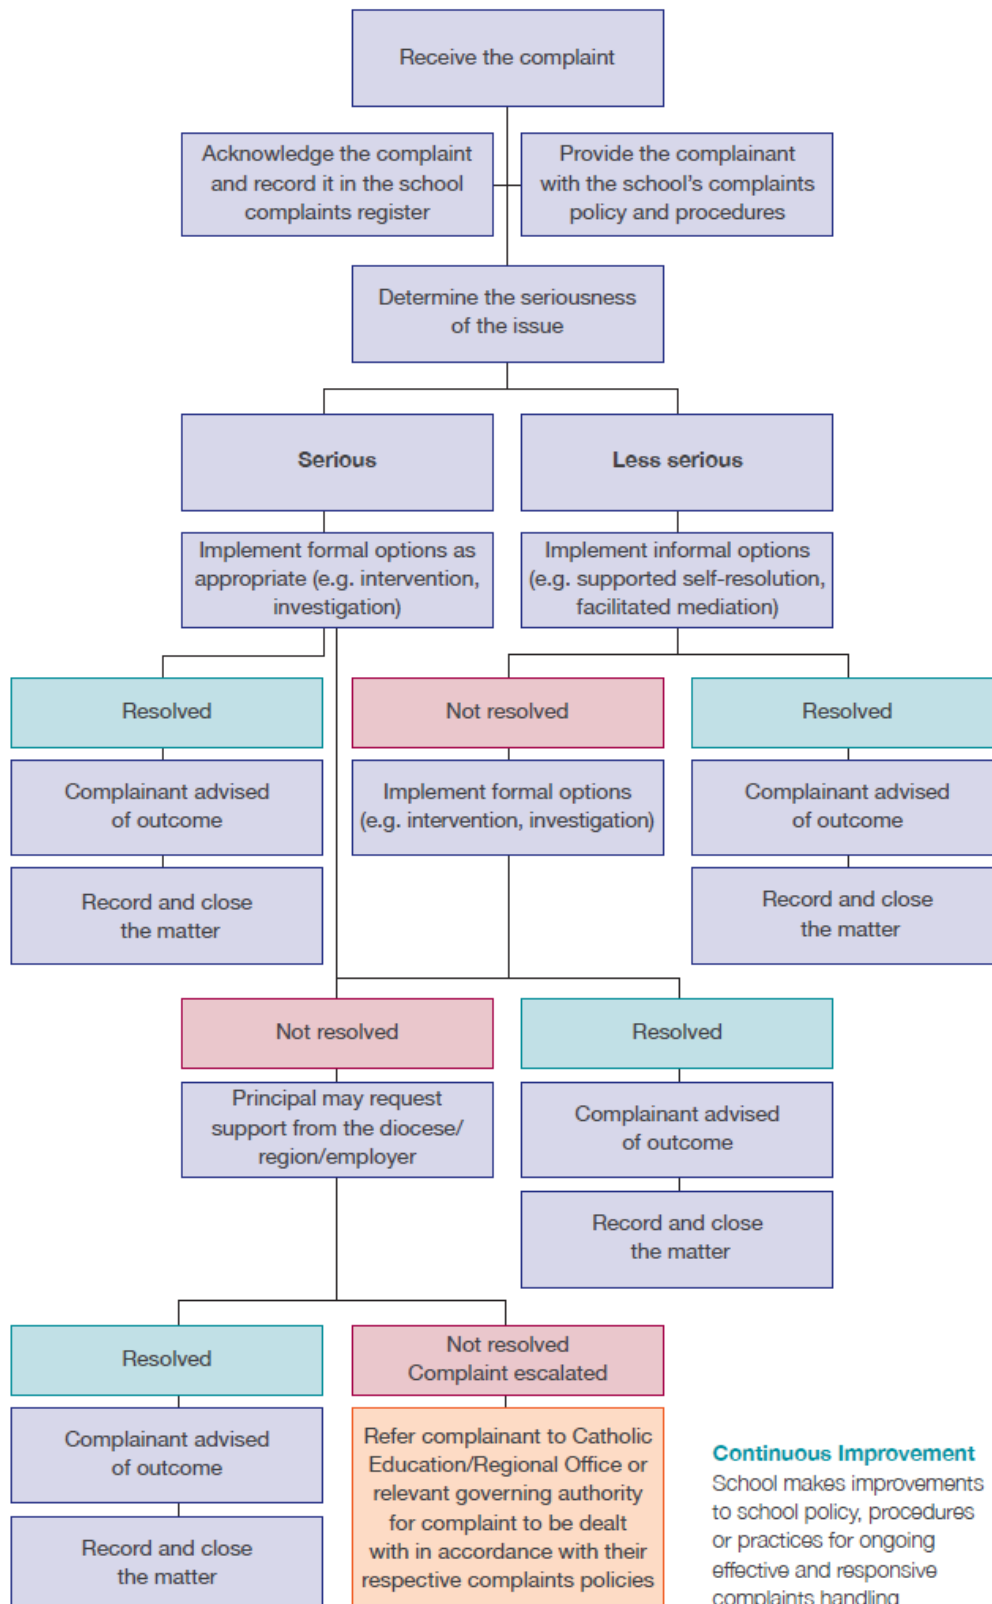 Receive the complaint
Acknowledge the complaint
and record it in the school
complaints register
Provide the complainant
with the school's complaints
policy and procedures
Determine the seriousness
of the issue
Serious
Less serious
Implement formal options as
appropriate (e.g. intervention,
investigation)
Implement informal options
(e.g. supported self-resolution,
facilitated mediation)
Resolved
Not resolved
Resolved
Complainant advised
of outcome
Implement formal options
(e.g. intervention, investigation)
Complainant advised
of outcome
Record and close
the matter
Record and close
the matter
Not resolved
Resolved
Principal may request
support from the diocese/
region/employer
Complainant advised
of outcome
Record and close
the matter
Resolved
Not resolved
Complaint escalated
Complainant advised
of outcome
Refer complainant to Catholic
Education/Regional Office or
relevant governing authority
for complaint to be dealt
with in accordance with their
respective complaints policies
Record and close
the matter
Continuous Improvement
School makes improvements
to school policy, procedures
or practices for ongoing
effective and responsive
complaints handling